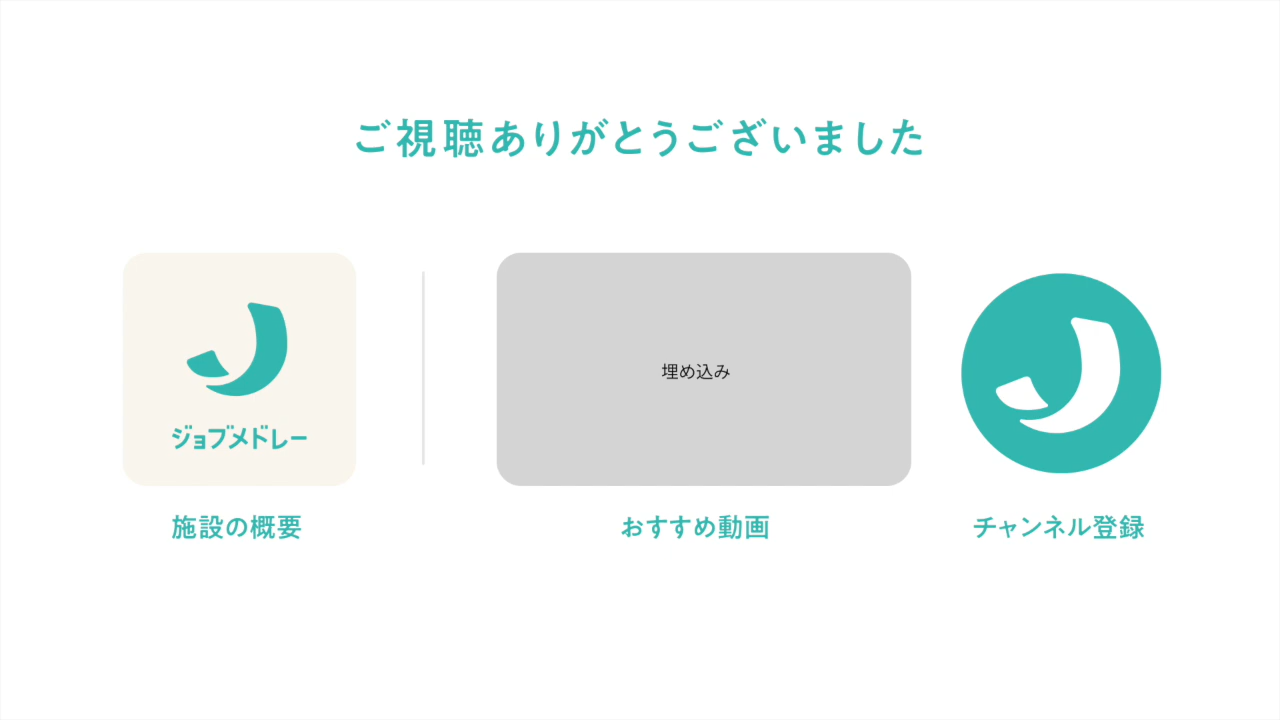 ご視聴ありがとうございました
ジョブメドレー
埋め込み
施設の概要
おすすめ動画
チャンネル登録